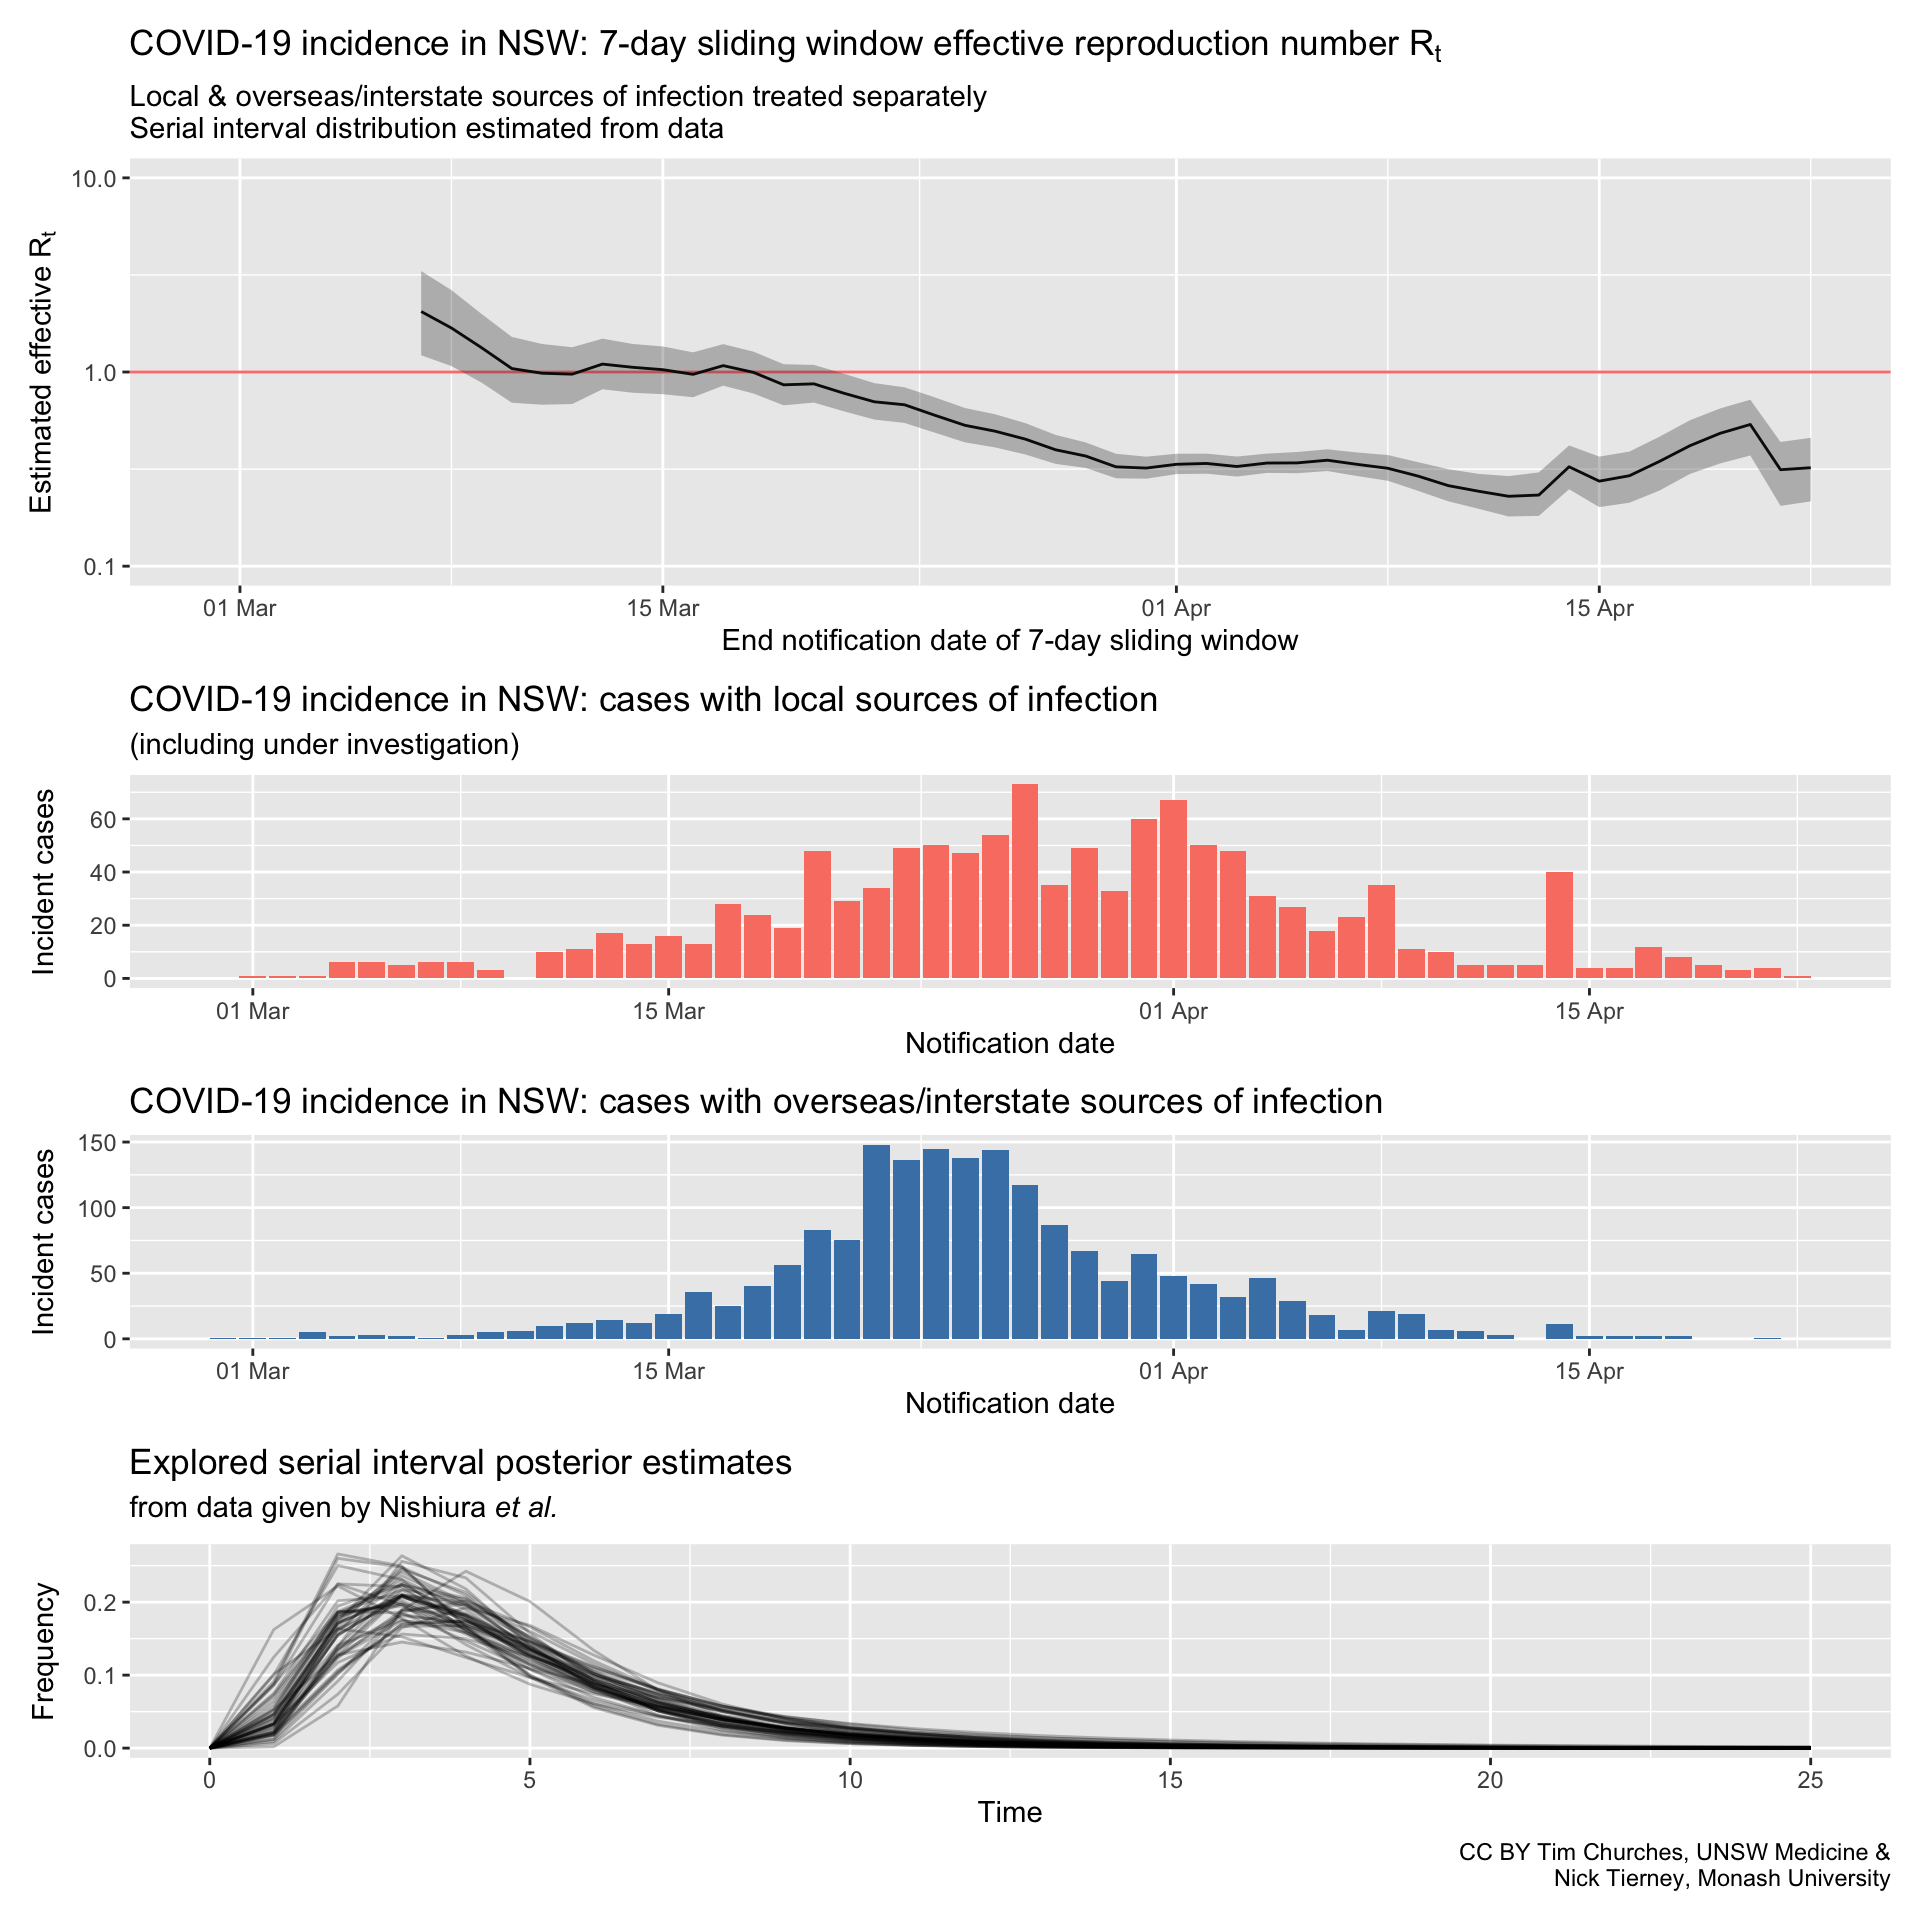 COVID-19 incidence in NSW: 7-day sliding window effective reproduction number Rt
Local & overseas/interstate sources of infection treated separately
Serial interval distribution estimated from data
Estimated effective Rt
10.0
1.0
0.1
01 Mar
15 Mar
01 Apr
15 Apr
End notification date of 7-day sliding window
COVID-19 incidence in NSW: cases with local sources of infection
(including under investigation)
Incident cases
60
40
20
0
01 Mar
15 Mar
01 Apr
15 Apr
Notification date
COVID-19 incidence in NSW: cases with overseas/interstate sources of infection
Incident cases
150
100
50
0
01 Mar
15 Mar
01 Apr
15 Apr
Notification date
Explored serial interval posterior estimates
from data given by Nishiura et al.
Frequency
0.2
0.1
0.0
0
5
10
15
20
25
Time
CC BY Tim Churches, UNSW Medicine &
Nick Tierney, Monash University